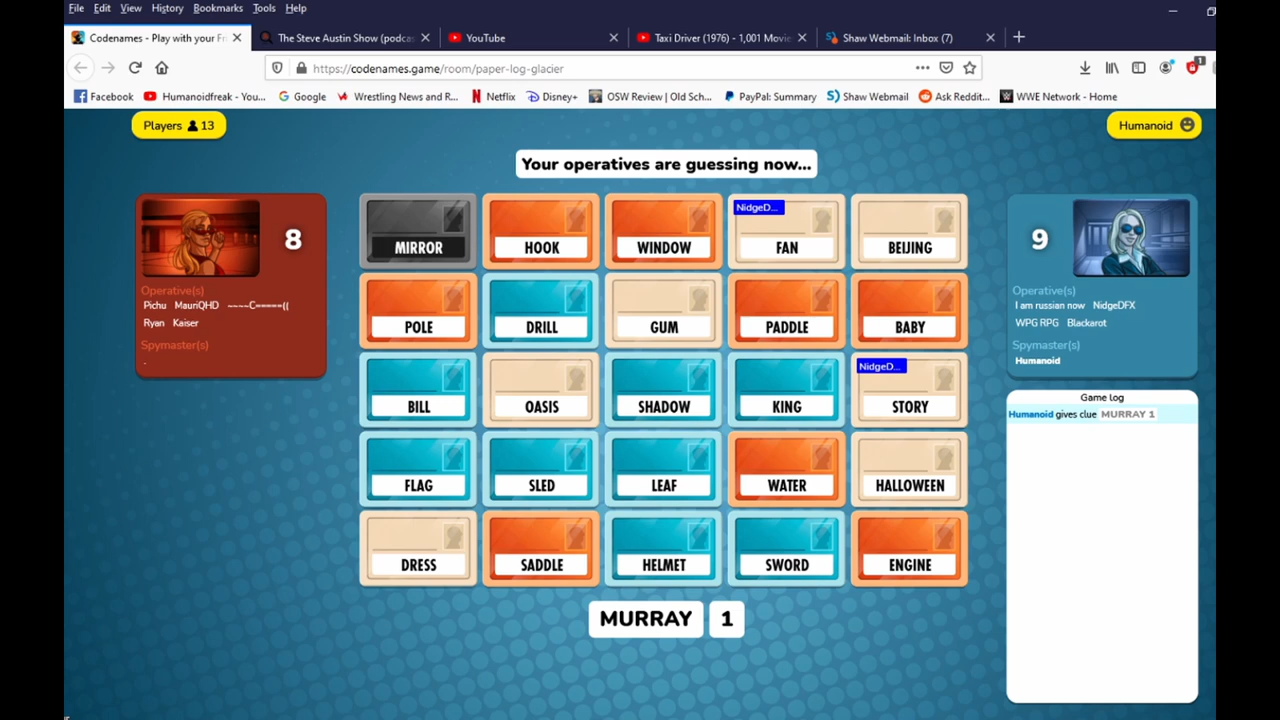 File Edit View History Bookmarks Tools Help
Codenames - Play with your Fr
The Steve Austin Show (podca
YouTube
Taxi Driver (1976) - 1,001 Movie
Shaw Webmail: Inbox (7)
https://codenames.game/room/paper-log-glacier
1
Facebook
Humanoidfreak - You...
Google
Wrestling News and R...
Netflix
Disney+
OSW Review | Old Sch...
PayPal: Summary
Shaw Webmail
Ask Reddit...
WWE Network - Home
Players 13
Humanoid
Your operatives are guessing now...
8
Operative(s)
Pichu MauriQHD ~~~~C=====((
Ryan Kaiser
Spymaster(s)
.
MIRROR HOOK WINDOW FAN BEIJING
NidgeD...
POLE DRILL GUM PADDLE BABY
BILL OASIS SHADOW KING STORY
NidgeD...
FLAG SLED LEAF WATER HALLOWEEN
DRESS SADDLE HELMET SWORD ENGINE
MURRAY 1
9
Operative(s)
I am russian now NidgeDFX
WPG RPG Blackarot
Spymaster(s)
Humanoid
Game log
Humanoid gives clue MURRAY 1